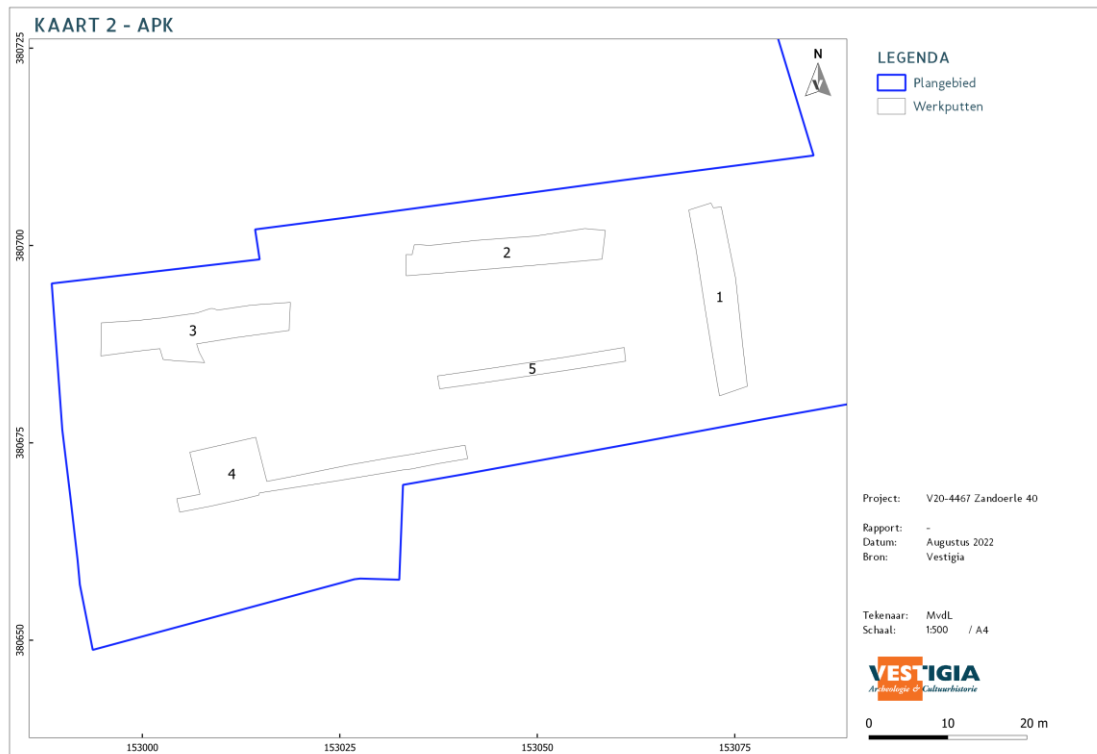 KAART 2 - APK
380725
380700
380675
380650
153000
153025
153050
153075
N
1
2
3
4
5
LEGENDA
Plangebied
Werkputten
Project: V20-4467 Zandoerle 40
Rapport: -
Datum: Augustus 2022
Bron: Vestigia
Tekenaar: MvdL
Schaal: 1:500 / A4
VESTIGIA
Archeologie & Cultuurhistorie
0 10 20 m